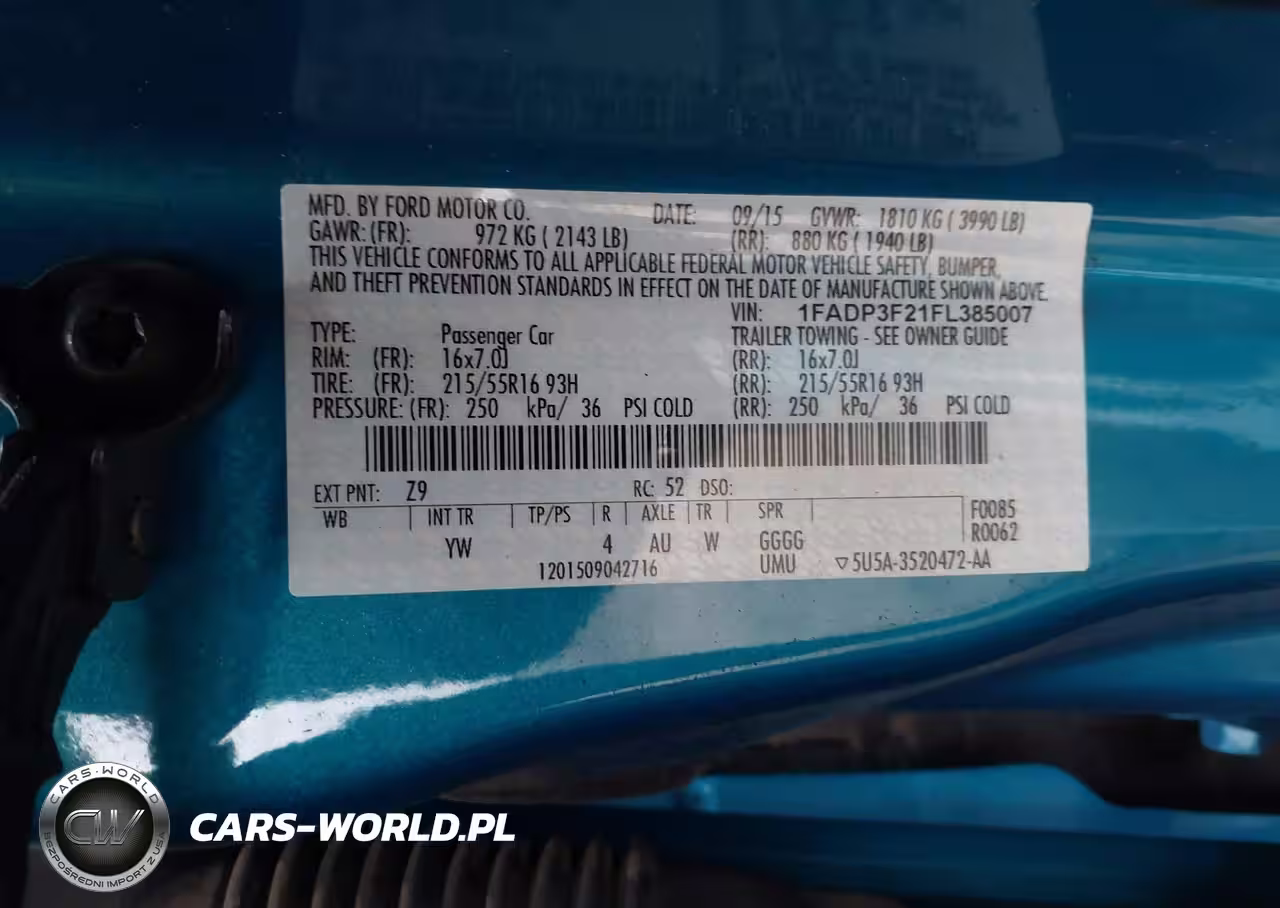 MFD. BY FORD MOTOR CO. DATE: 09/15 GVWR: 1810 KG ( 3990 LB)
GAWR: (FR): 972 KG ( 2143 LB) (RR): 880 KG ( 1940 LB)
THIS VEHICLE CONFORMS TO ALL APPLICABLE FEDERAL MOTOR VEHICLE SAFETY, BUMPER,
AND THEFT PREVENTION STANDARDS IN EFFECT ON THE DATE OF MANUFACTURE SHOWN ABOVE.
VIN: 1FADP3F21FL385007
TYPE: Passenger Car TRAILER TOWING - SEE OWNER GUIDE
RIM: (FR): 16x7.0J (RR): 16x7.0J
TIRE: (FR): 215/55R16 93H (RR): 215/55R16 93H
PRESSURE: (FR): 250 kPa/ 36 PSI COLD (RR): 250 kPa/ 36 PSI COLD
EXT PNT: Z9 RC: 52 DSO:
WB INT TR TP/PS R AXLE TR SPR F0085
R0062
YW 4 AU W GGGG
1201509042716 UMU ▽5U5A-3520472-AA
CARS-WORLD
CW
BEZPOŚREDNI IMPORT Z USA
CARS-WORLD.PL